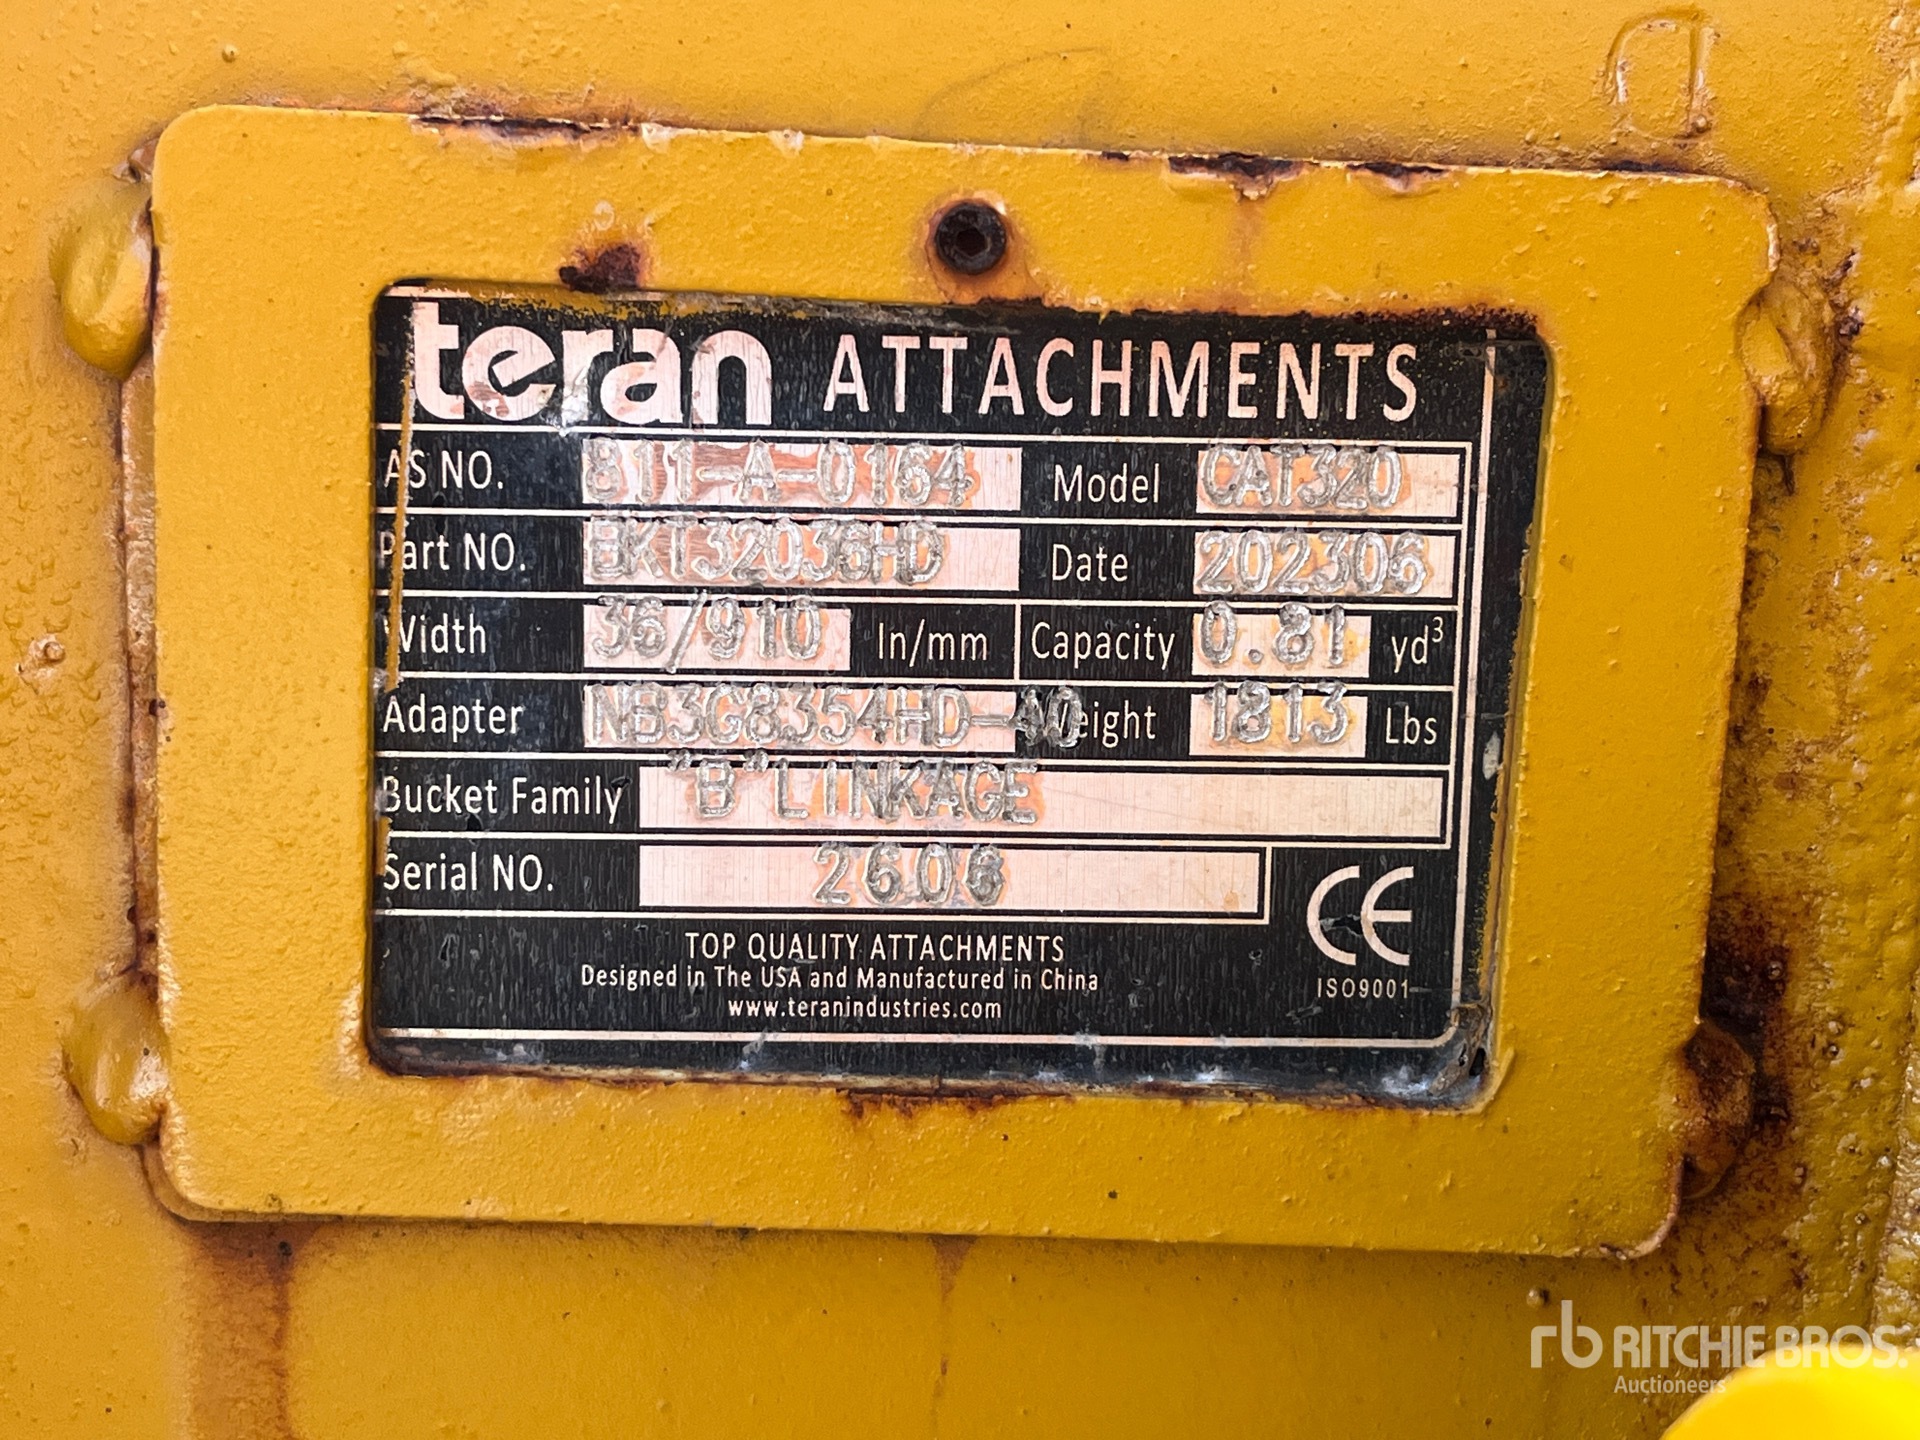 teran ATTACHMENTS
AS NO. 811-A-0164 Model CAT320
Part NO. BKT32036HD Date 202306
Width 36/910 In/mm Capacity 0.81 yd³
Adapter NB3G8354HD-40 Weight 1813 Lbs
Bucket Family "B"LINKAGE
Serial NO. 2606
CE
ISO9001
TOP QUALITY ATTACHMENTS
Designed in The USA and Manufactured in China
www.teranindustries.com
rb RITCHIE BROS.
Auctioneers